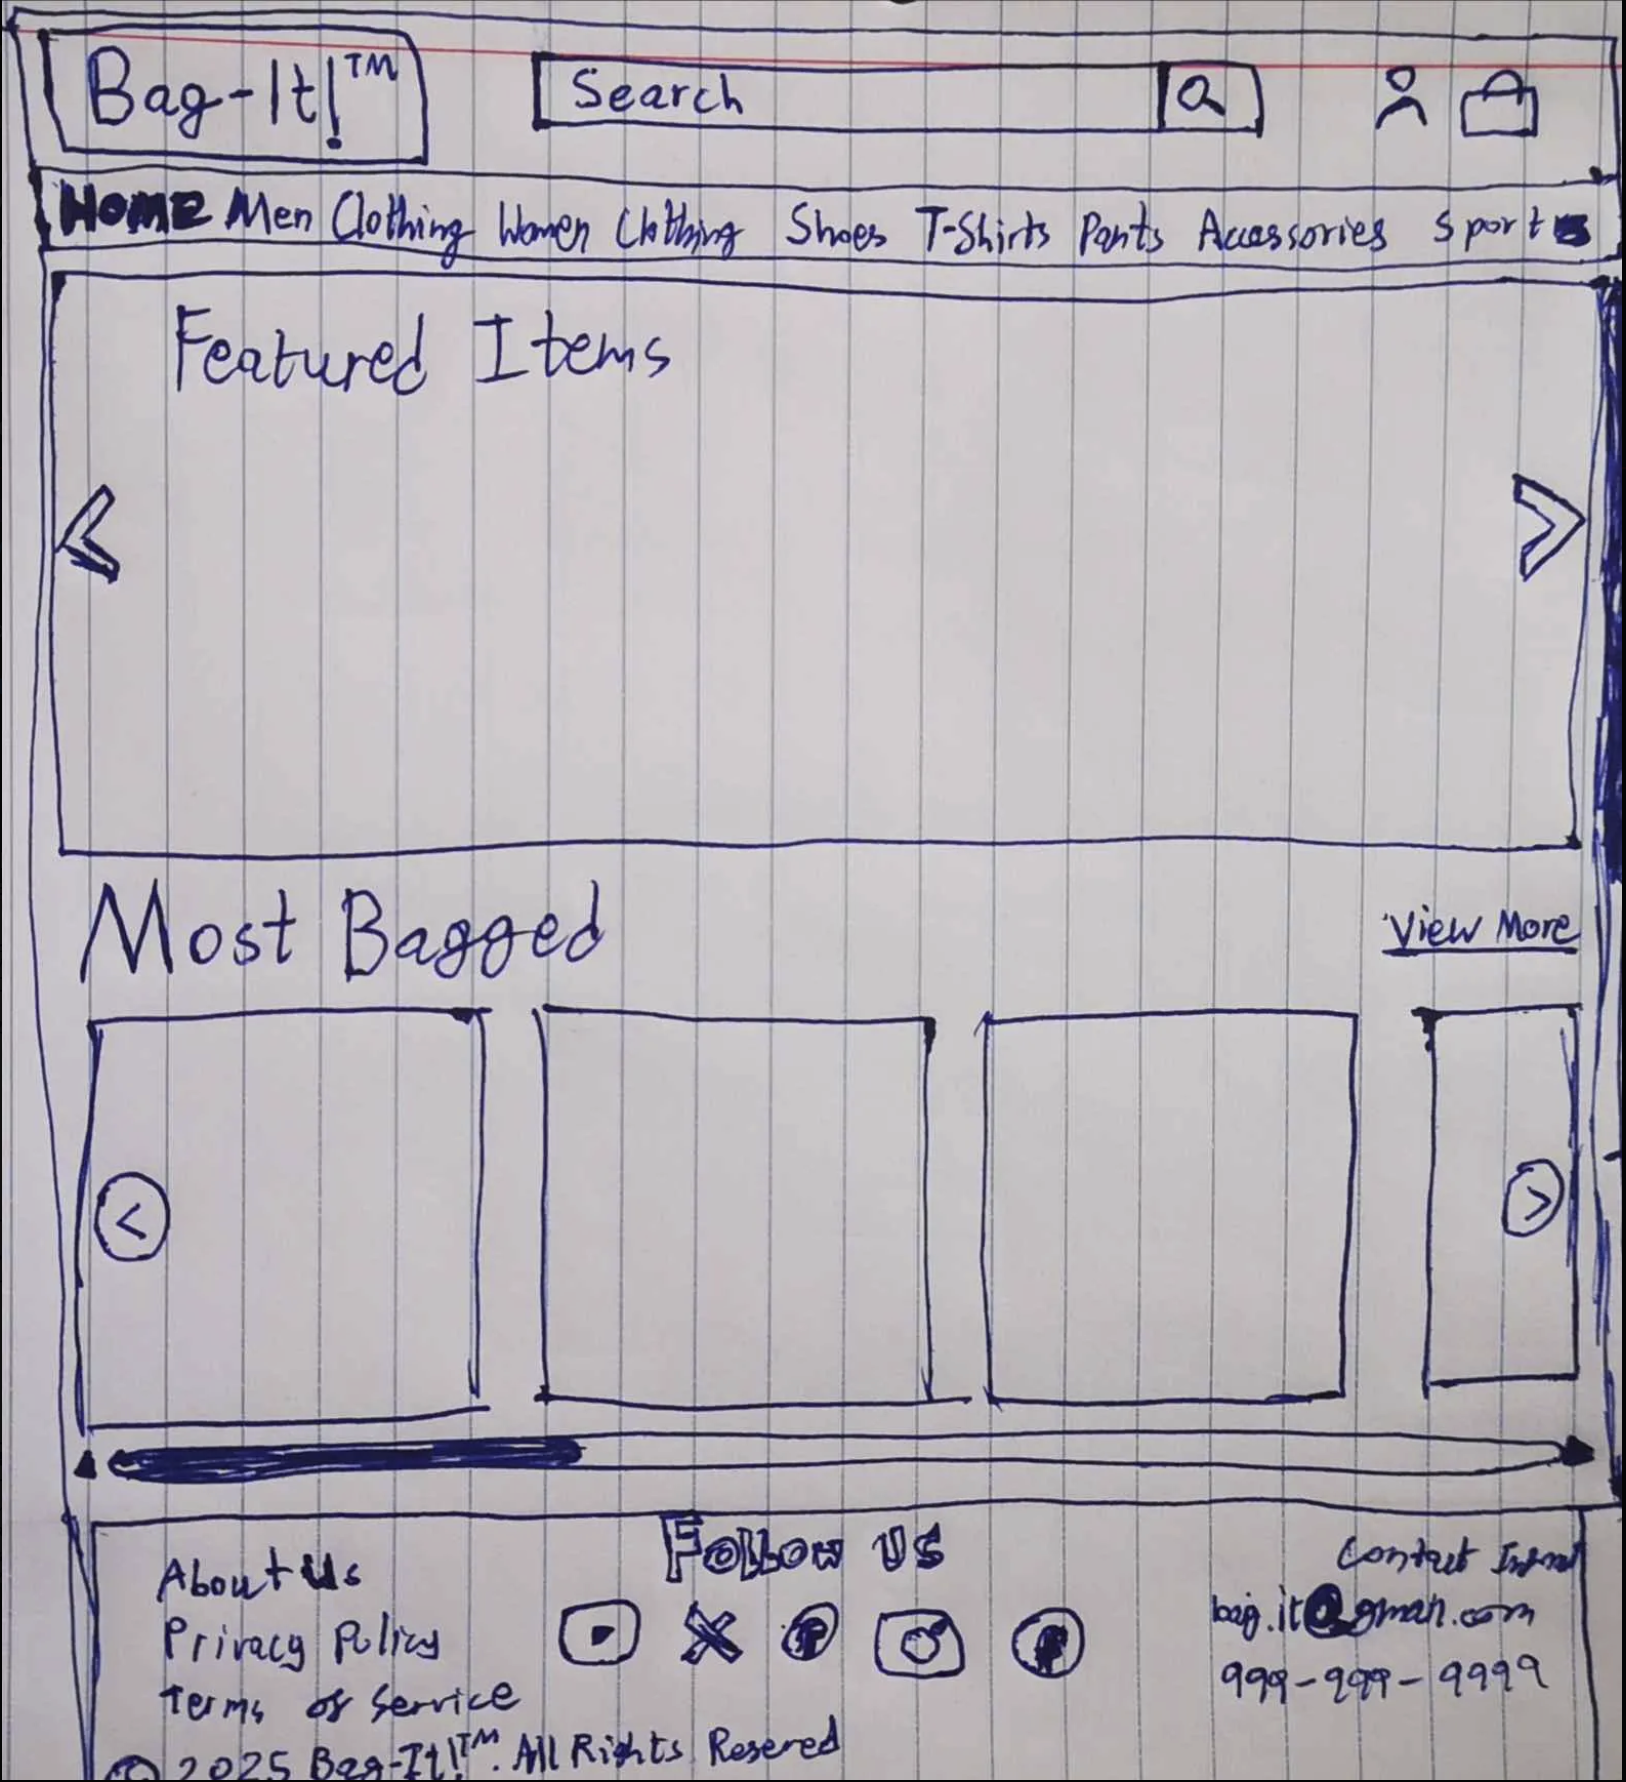 Bag-It!™
Search
HOME Men Clothing Women Clothing Shoes T-Shirts Pants Accessories Sports
Featured Items
Most Bagged
View More
About Us
Privacy Policy
Terms of Service
© 2025 Bag-It!™. All Rights Resered
Follow us
Contact
bag.it@gmail.com
999-999-9999